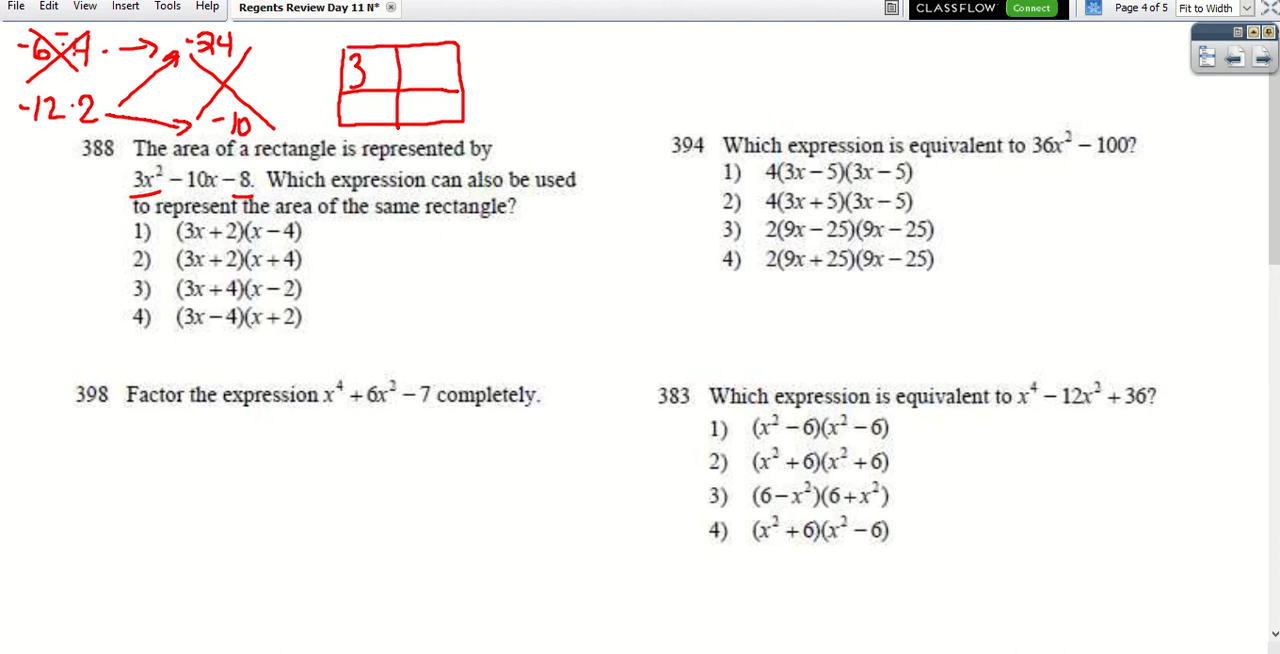 File Edit View Insert Tools Help Regents Review Day 11 N* CLASSFLOW Connect Page 4 of 5 Fit to Width
-6 -4 -24
-12 · 2 -10
3
388 The area of a rectangle is represented by
3x² – 10x – 8. Which expression can also be used
to represent the area of the same rectangle?
1) (3x + 2)(x – 4)
2) (3x + 2)(x + 4)
3) (3x + 4)(x – 2)
4) (3x – 4)(x + 2)
394 Which expression is equivalent to 36x² – 100?
1) 4(3x – 5)(3x – 5)
2) 4(3x + 5)(3x – 5)
3) 2(9x – 25)(9x – 25)
4) 2(9x + 25)(9x – 25)
398 Factor the expression x⁴ + 6x² – 7 completely.
383 Which expression is equivalent to x⁴ – 12x² + 36?
1) (x² – 6)(x² – 6)
2) (x² + 6)(x² + 6)
3) (6 – x²)(6 + x²)
4) (x² + 6)(x² – 6)